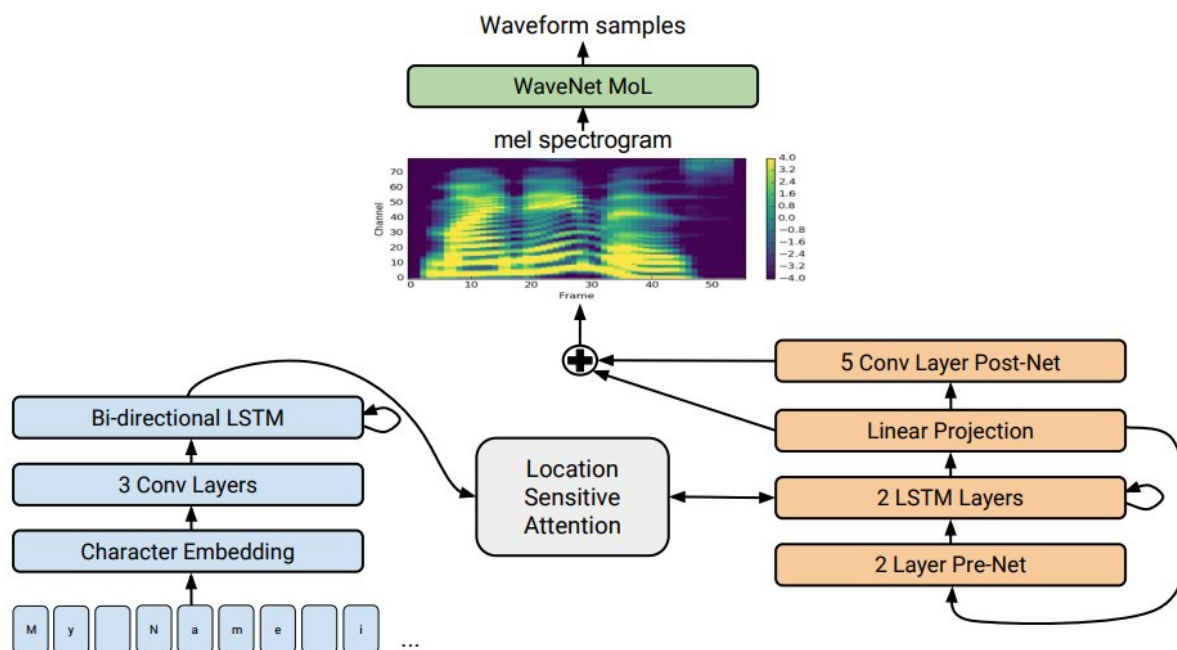 Waveform samples
WaveNet MoL
mel spectrogram
70
60
50
40
30
20
10
0
Channel
0 10 20 30 40 50
Frame
4.0
3.2
2.4
1.6
0.8
0.0
−0.8
−1.6
−2.4
−3.2
−4.0
5 Conv Layer Post-Net
Bi-directional LSTM
Linear Projection
Location
Sensitive
Attention
3 Conv Layers
2 LSTM Layers
Character Embedding
2 Layer Pre-Net
M y N a m e i ...